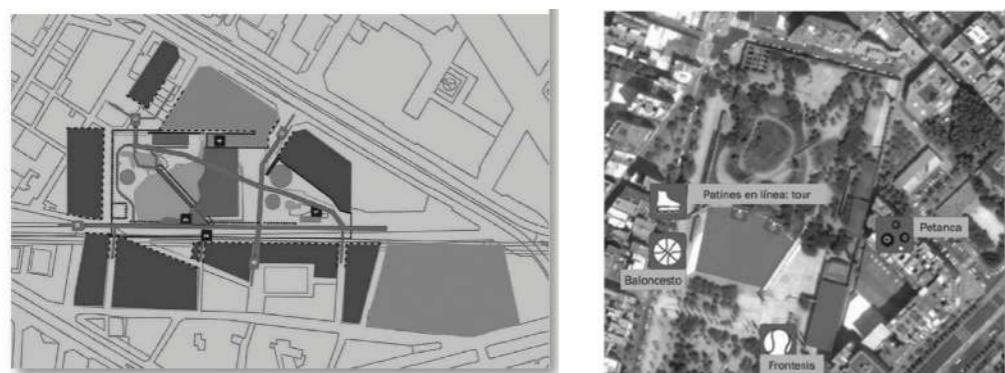 Patines en línea: tour
Petanca
Baloncesto
Frontenis